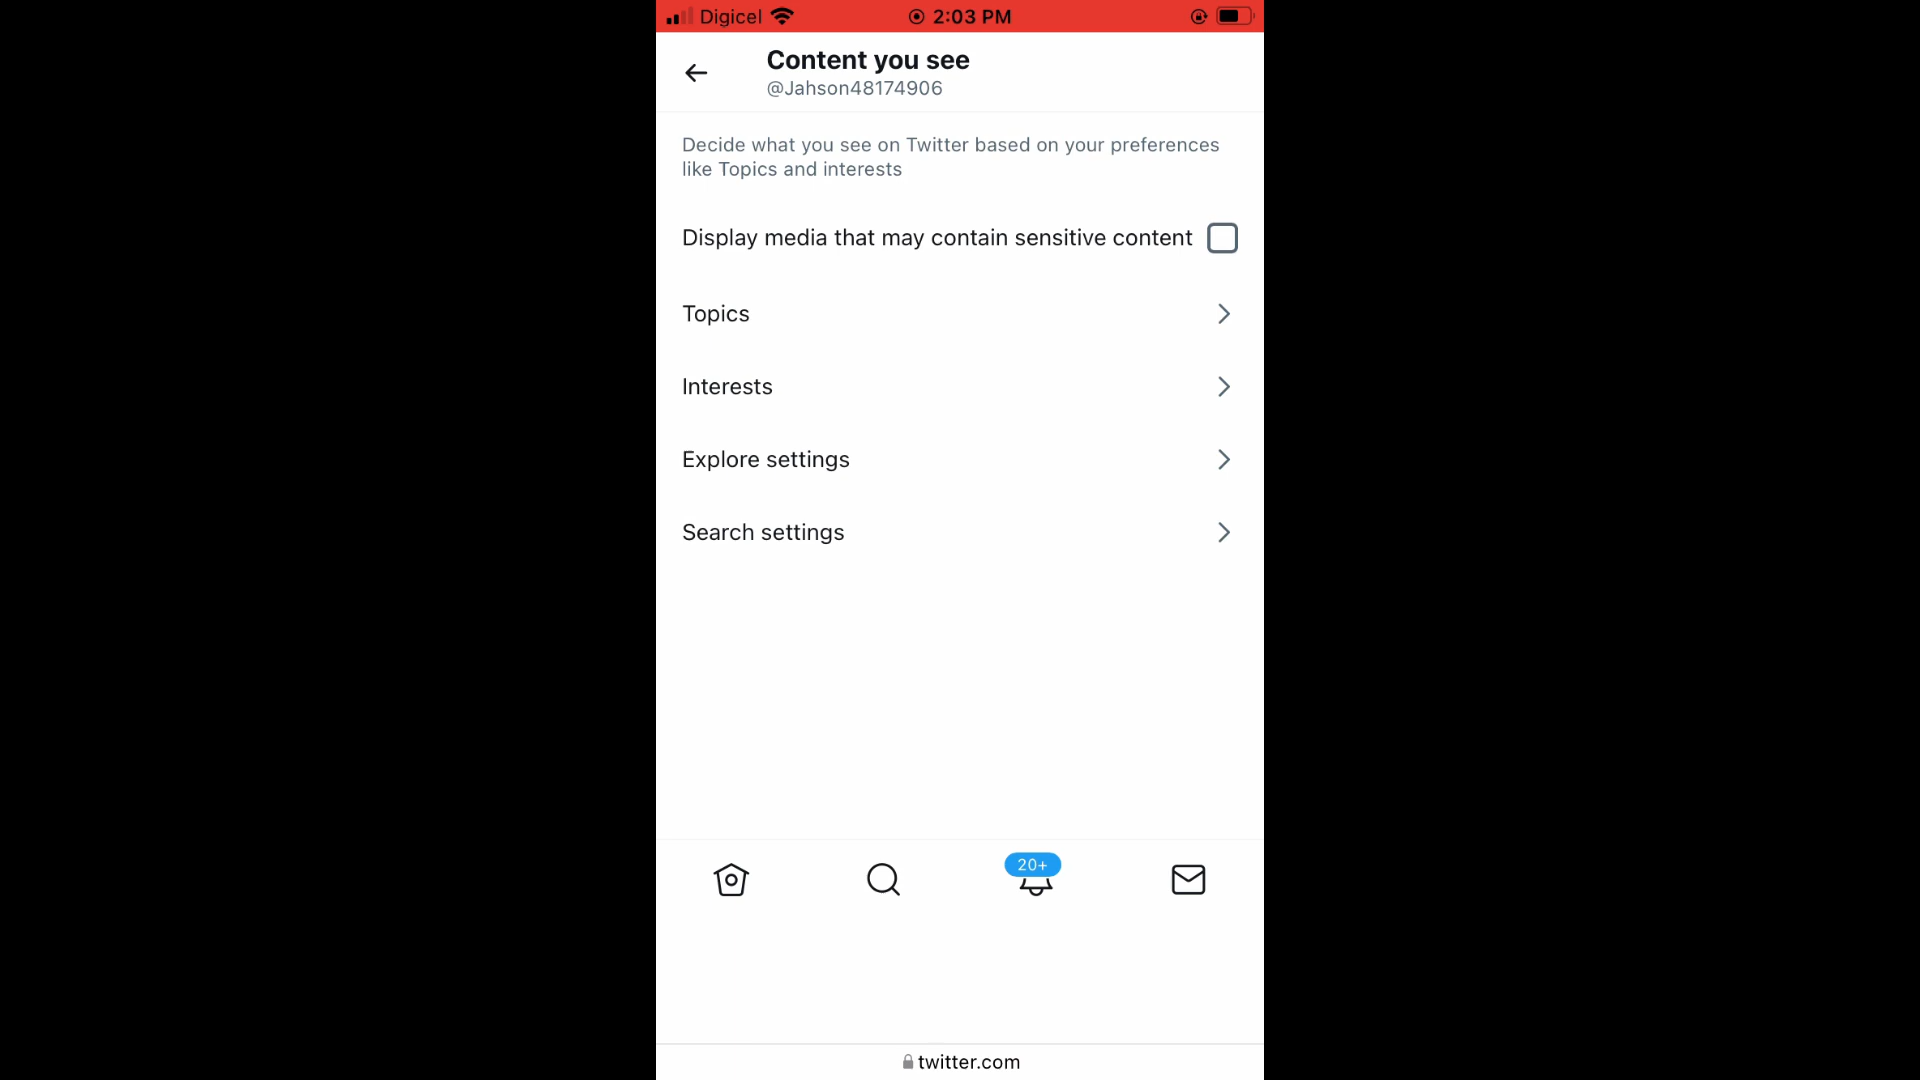 Digicel 2:03 PM
Content you see
@Jahson48174906
Decide what you see on Twitter based on your preferences
like Topics and interests
Display media that may contain sensitive content
Topics
Interests
Explore settings
Search settings
20+
twitter.com